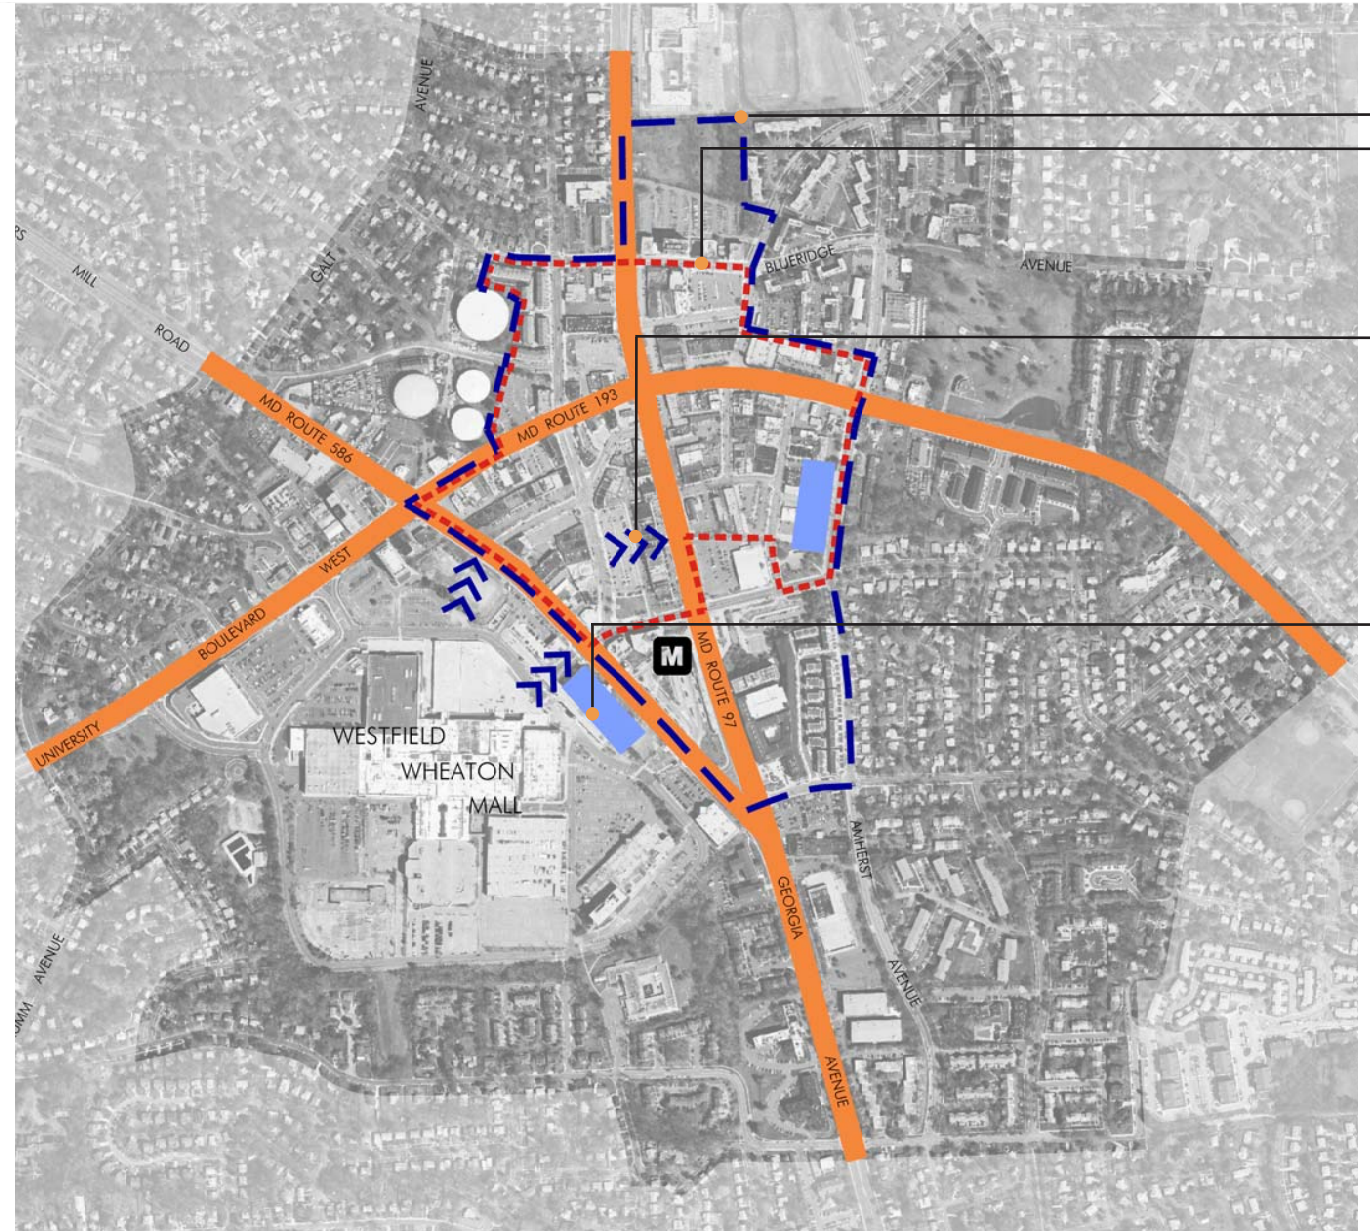 AVENUE
GALT
BLUERIDGE
AVENUE
MILL
ROAD
MD ROUTE 586
MD ROUTE 193
WEST
BOULEVARD
UNIVERSITY
M
MD ROUTE 97
WESTFIELD
WHEATON
MALL
AMHERST
AVENUE
GEORGIA
AVENUE
AVENUE